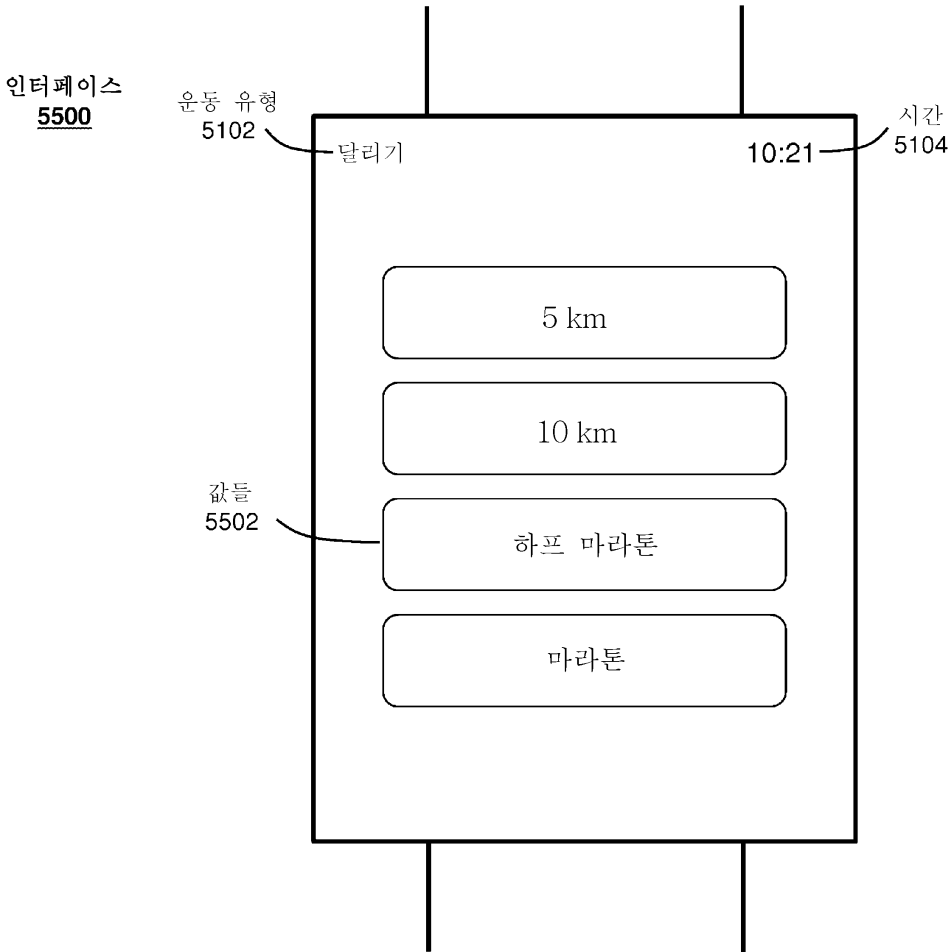 인터페이스
5500
운동 유형
5102
달리기
10:21
시간
5104
5 km
10 km
값들
5502
하프 마라톤
마라톤